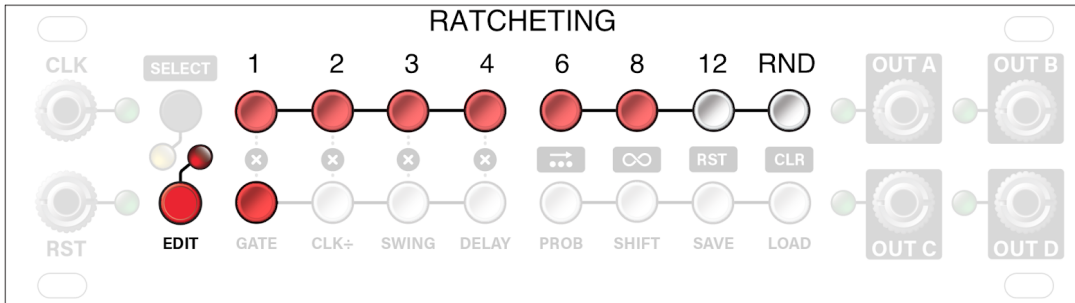 RATCHETING
1 2 3 4 6 8 12 RND
CLK SELECT OUT A OUT B
RST CLR
RST EDIT GATE CLK÷ SWING DELAY PROB SHIFT SAVE LOAD OUT C OUT D